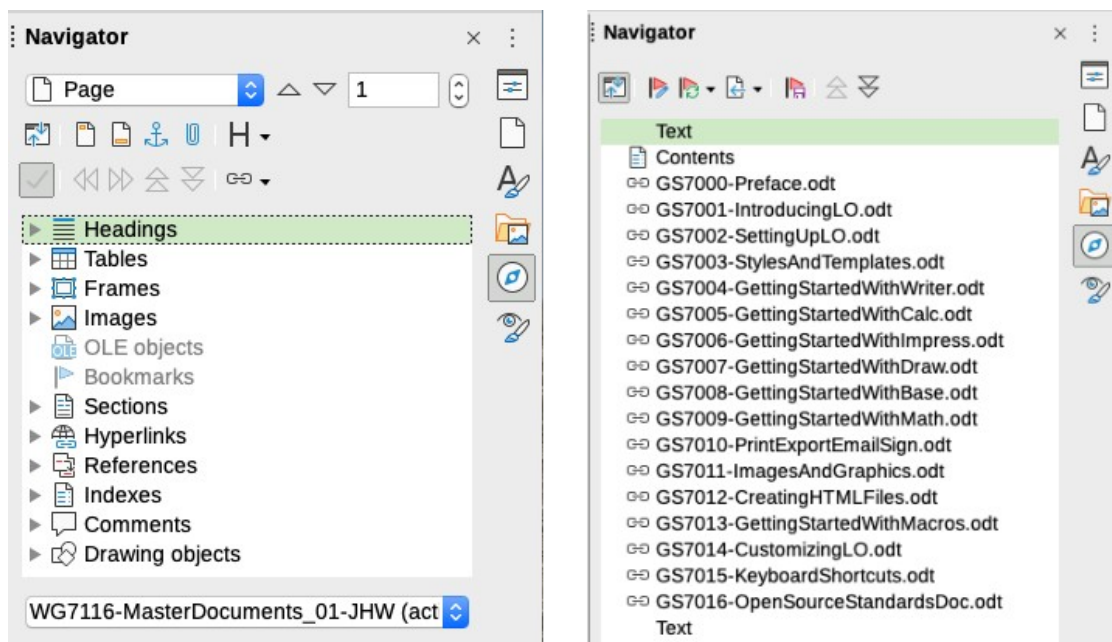 Navigator
Page
1
H
Headings
Tables
Frames
Images
OLE objects
Bookmarks
Sections
Hyperlinks
References
Indexes
Comments
Drawing objects
WG7116-MasterDocuments_01-JHW (act
Navigator
Text
Contents
GS7000-Preface.odt
GS7001-IntroducingLO.odt
GS7002-SettingUpLO.odt
GS7003-StylesAndTemplates.odt
GS7004-GettingStartedWithWriter.odt
GS7005-GettingStartedWithCalc.odt
GS7006-GettingStartedWithImpress.odt
GS7007-GettingStartedWithDraw.odt
GS7008-GettingStartedWithBase.odt
GS7009-GettingStartedWithMath.odt
GS7010-PrintExportEmailSign.odt
GS7011-ImagesAndGraphics.odt
GS7012-CreatingHTMLFiles.odt
GS7013-GettingStartedWithMacros.odt
GS7014-CustomizingLO.odt
GS7015-KeyboardShortcuts.odt
GS7016-OpenSourceStandardsDoc.odt
Text